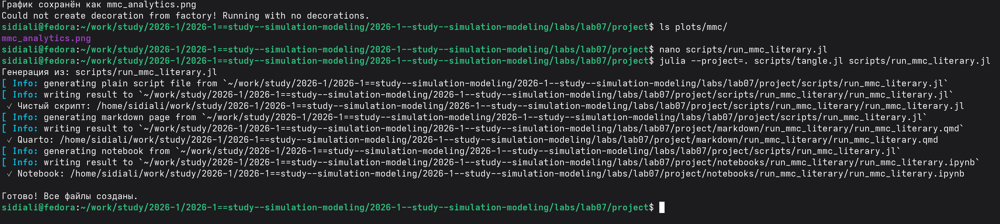 График сохранён как mmc_analytics.png
Could not create decoration from factory! Running with no decorations.
sidiali@fedora:~/work/study/2026-1/2026-1==study--simulation-modeling/2026-1--study--simulation-modeling/labs/lab07/project$ ls plots/mmc/
mmc_analytics.png
sidiali@fedora:~/work/study/2026-1/2026-1==study--simulation-modeling/2026-1--study--simulation-modeling/labs/lab07/project$ nano scripts/run_mmc_literary.jl
sidiali@fedora:~/work/study/2026-1/2026-1==study--simulation-modeling/2026-1--study--simulation-modeling/labs/lab07/project$ julia --project=. scripts/tangle.jl scripts/run_mmc_literary.jl
Генерация из: scripts/run_mmc_literary.jl
[ Info: generating plain script file from `~/work/study/2026-1/2026-1==study--simulation-modeling/2026-1--study--simulation-modeling/labs/lab07/project/scripts/run_mmc_literary.jl`
[ Info: writing result to `~/work/study/2026-1/2026-1==study--simulation-modeling/2026-1--study--simulation-modeling/labs/lab07/project/scripts/run_mmc_literary/run_mmc_literary.jl`
 ✓ Чистый скрипт: /home/sidiali/work/study/2026-1/2026-1==study--simulation-modeling/2026-1--study--simulation-modeling/labs/lab07/project/scripts/run_mmc_literary/run_mmc_literary.jl
[ Info: generating markdown page from `~/work/study/2026-1/2026-1==study--simulation-modeling/2026-1--study--simulation-modeling/labs/lab07/project/scripts/run_mmc_literary.jl`
[ Info: writing result to `~/work/study/2026-1/2026-1==study--simulation-modeling/2026-1--study--simulation-modeling/labs/lab07/project/markdown/run_mmc_literary/run_mmc_literary.qmd`
 ✓ Quarto: /home/sidiali/work/study/2026-1/2026-1==study--simulation-modeling/2026-1--study--simulation-modeling/labs/lab07/project/markdown/run_mmc_literary/run_mmc_literary.qmd
[ Info: generating notebook from `~/work/study/2026-1/2026-1==study--simulation-modeling/2026-1--study--simulation-modeling/labs/lab07/project/scripts/run_mmc_literary.jl`
[ Info: writing result to `~/work/study/2026-1/2026-1==study--simulation-modeling/2026-1--study--simulation-modeling/labs/lab07/project/notebooks/run_mmc_literary/run_mmc_literary.ipynb`
 ✓ Notebook: /home/sidiali/work/study/2026-1/2026-1==study--simulation-modeling/2026-1--study--simulation-modeling/labs/lab07/project/notebooks/run_mmc_literary/run_mmc_literary.ipynb
Готово! Все файлы созданы.
sidiali@fedora:~/work/study/2026-1/2026-1==study--simulation-modeling/2026-1--study--simulation-modeling/labs/lab07/project$